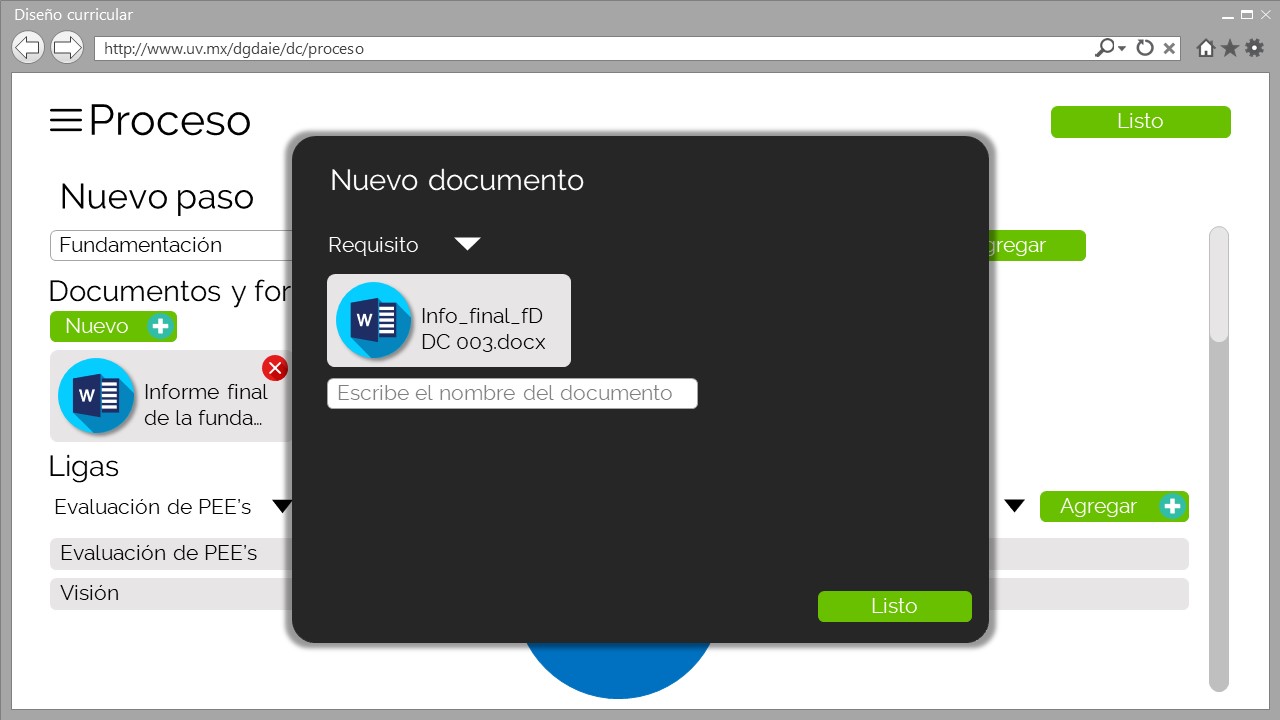 Diseño curricular
http://www.uv.mx/dgdaie/dc/proceso
Proceso
Listo
Nuevo paso
Fundamentación
gregar
Documentos y for
Nuevo
W
Informe final
de la funda...
Ligas
Evaluación de PEE's
Agregar
Evaluación de PEE's
Visión
Nuevo documento
Requisito
W
Info_final_fD
DC 003.docx
Escribe el nombre del documento
Listo